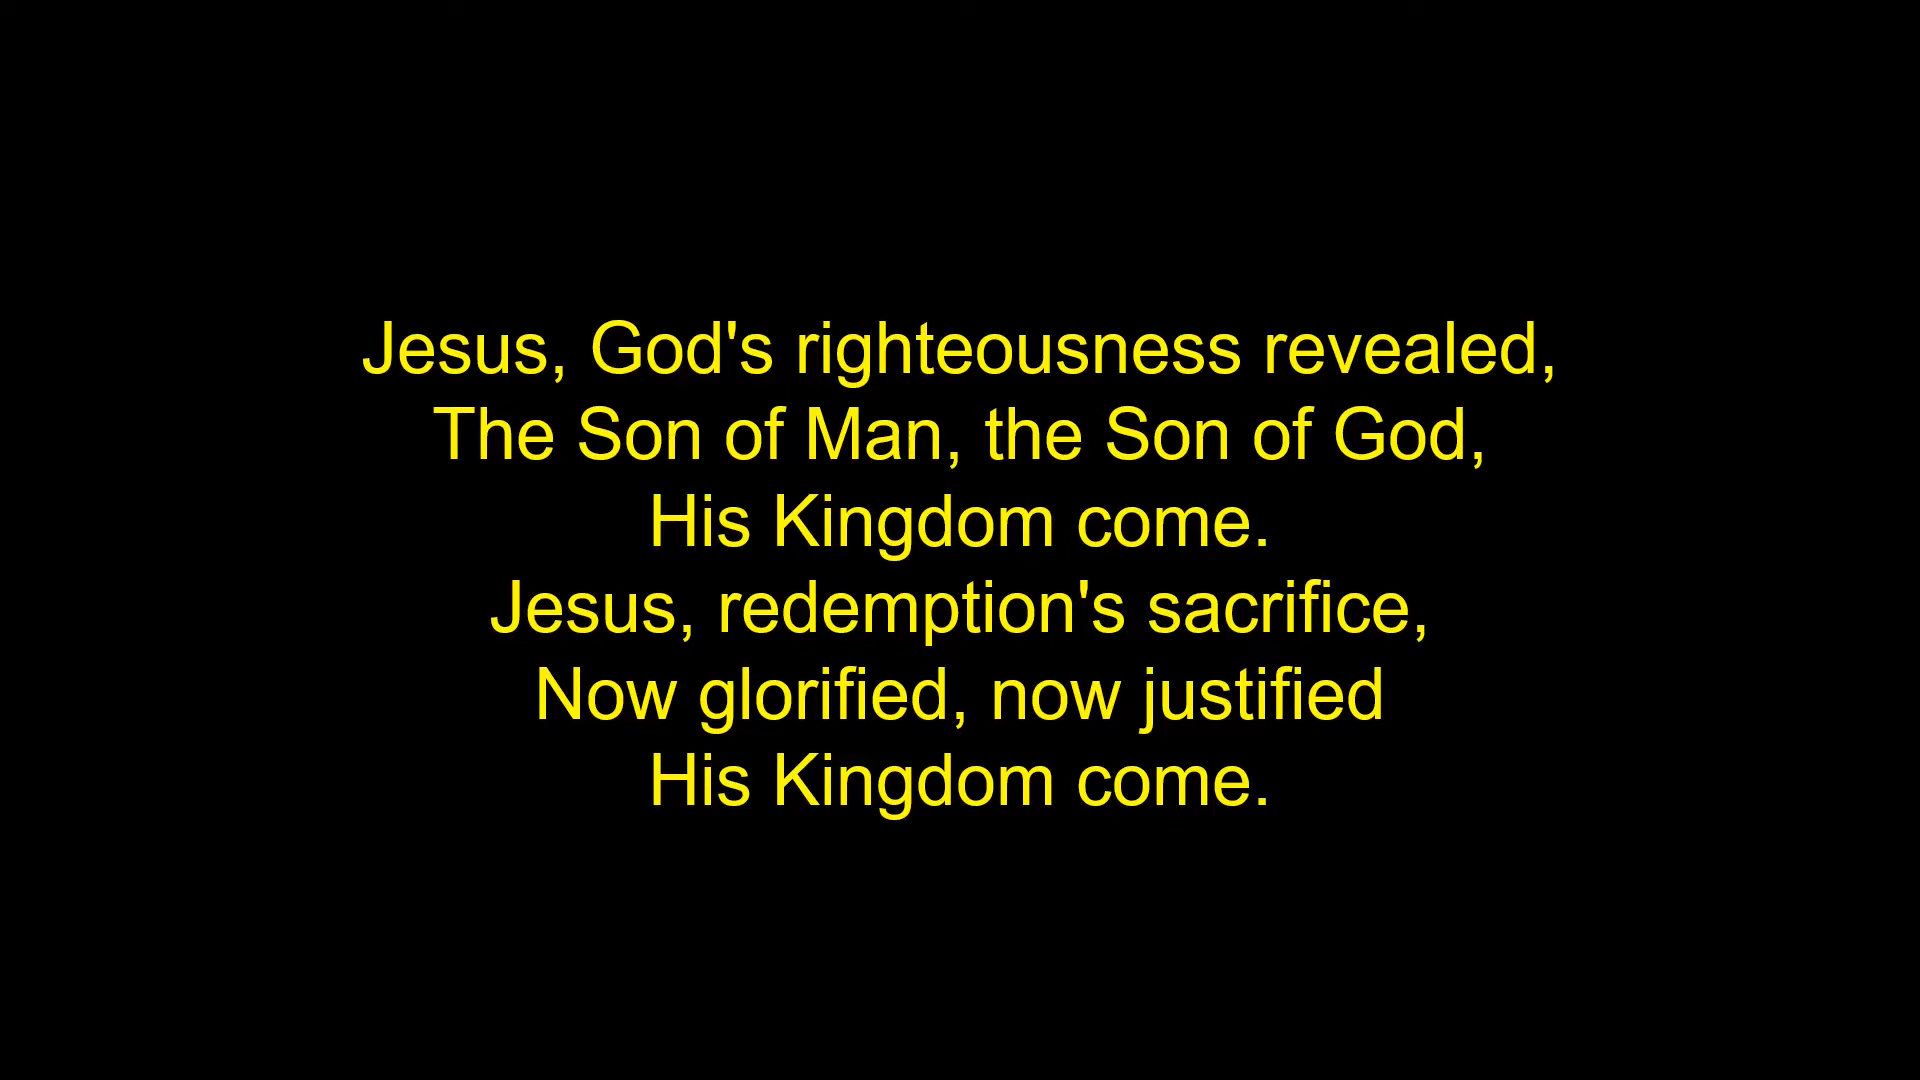 Jesus, God's righteousness revealed,
The Son of Man, the Son of God,
His Kingdom come.
Jesus, redemption's sacrifice,
Now glorified, now justified
His Kingdom come.